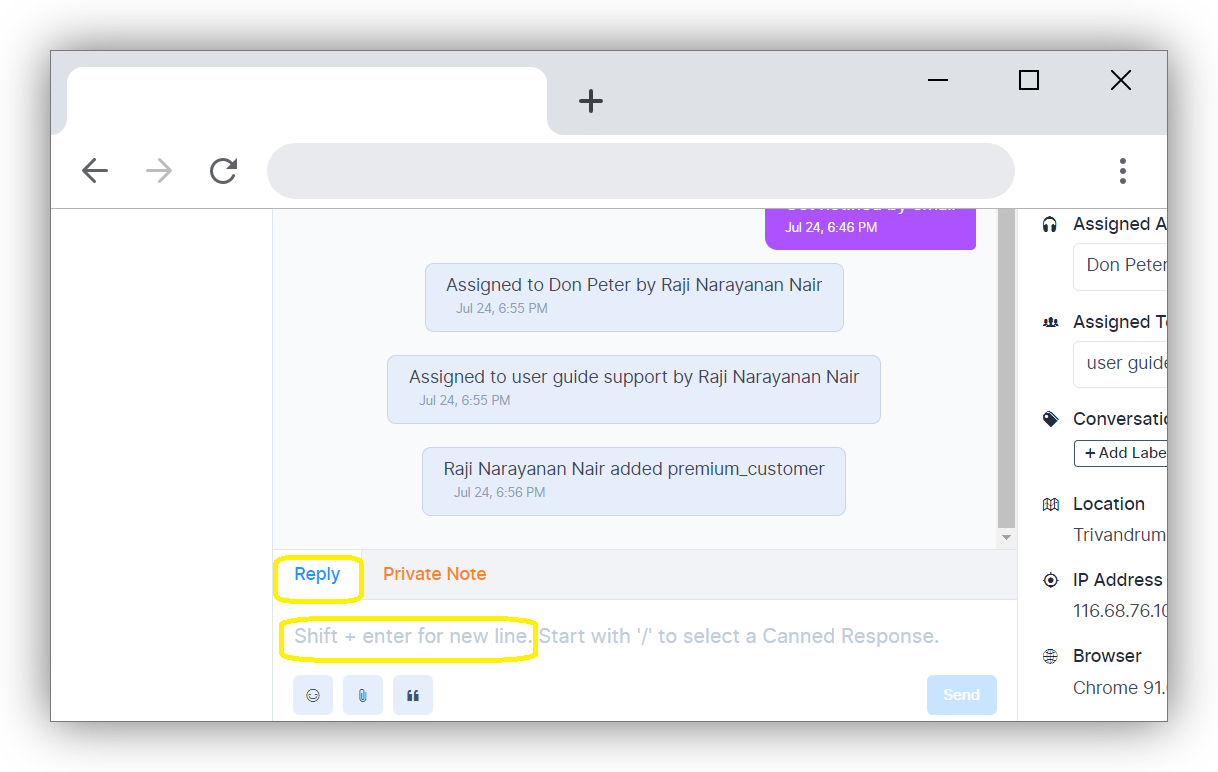 Jul 24, 6:46 PM
Assigned to Don Peter by Raji Narayanan Nair
Jul 24, 6:55 PM
Assigned to user guide support by Raji Narayanan Nair
Jul 24, 6:55 PM
Raji Narayanan Nair added premium_customer
Jul 24, 6:56 PM
Reply Private Note
Shift + enter for new line. Start with '/' to select a Canned Response.
Send
Assigned A
Don Peter
Assigned Te
user guide
Conversatio
+ Add Labe
Location
Trivandrum
IP Address
116.68.76.10
Browser
Chrome 91.